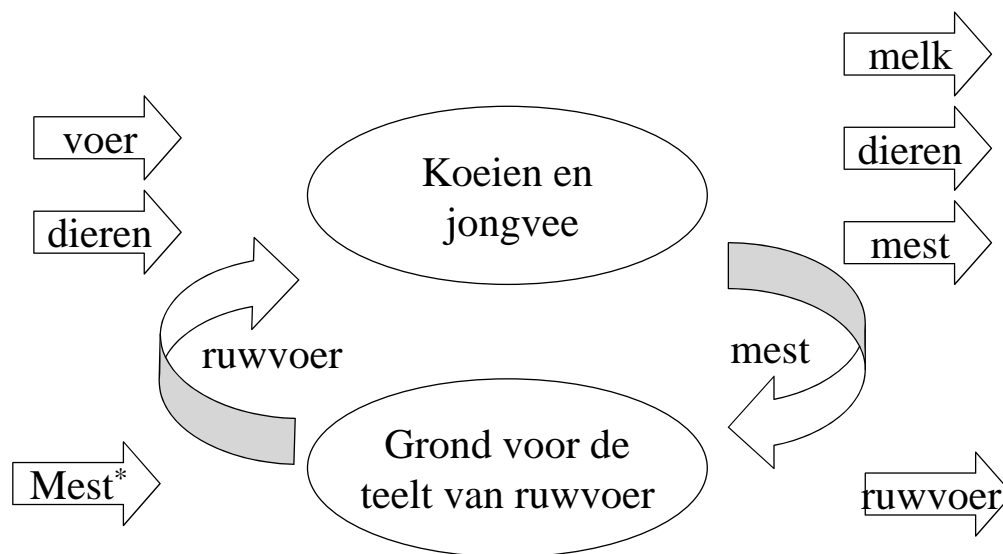 melk
voer
dieren
Koeien en
jongvee
dieren
mest
ruwvoer
mest
Grond voor de
teelt van ruwvoer
Mest*
ruwvoer